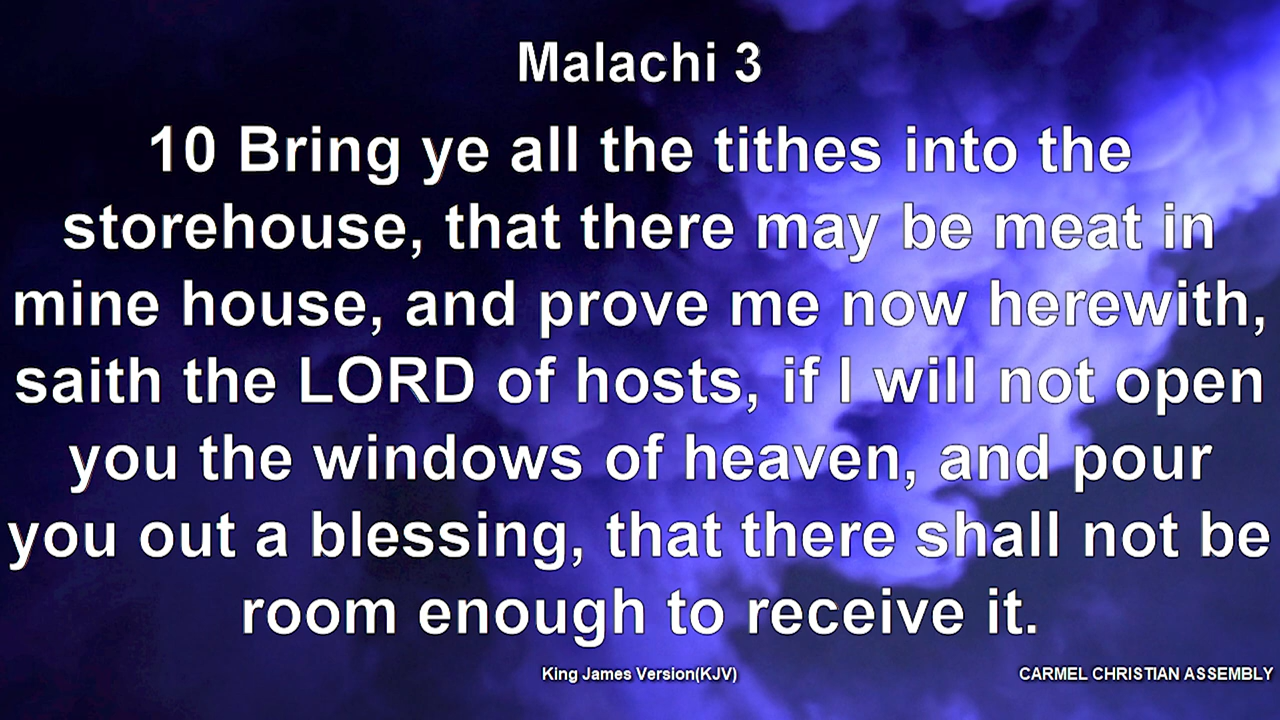 Malachi 3
10 Bring ye all the tithes into the
storehouse, that there may be meat in
mine house, and prove me now herewith,
saith the LORD of hosts, if I will not open
you the windows of heaven, and pour
you out a blessing, that there shall not be
room enough to receive it.
King James Version(KJV)
CARMEL CHRISTIAN ASSEMBLY